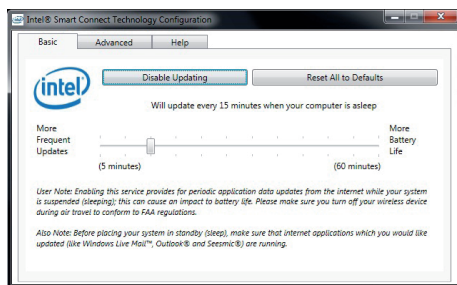 Intel® Smart Connect Technology Configuration
Basic Advanced Help
intel
Disable Updating Reset All to Defaults
Will update every 15 minutes when your computer is asleep
More More
Frequent Battery
Updates Life
(5 minutes) (60 minutes)
User Note: Enabling this service provides for periodic application data updates from the internet while your system
is suspended (sleeping); this can cause an impact to battery life. Please make sure you turn off your wireless device
during air travel to conform to FAA regulations.
Also Note: Before placing your system in standby (sleep), make sure that internet applications which you would like
updated (like Windows Live Mail™, Outlook® and Seesmic®) are running.